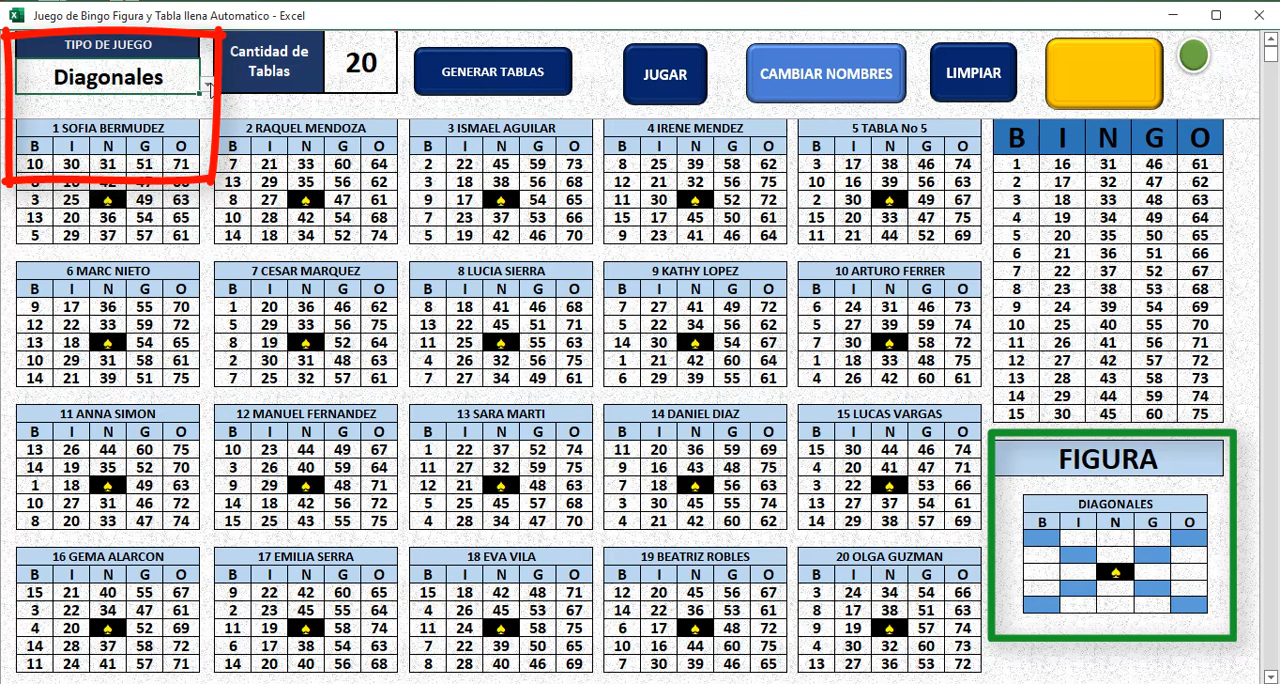 Juego de Bingo Figura y Tabla llena Automatico - Excel
TIPO DE JUEGO
Diagonales
Cantidad de
Tablas
20
GENERAR TABLAS
JUGAR
CAMBIAR NOMBRES
LIMPIAR
1 SOFIA BERMUDEZ 2 RAQUEL MENDOZA 3 ISMAEL AGUILAR 4 IRENE MENDEZ 5 TABLA No 5
B I N G O B I N G O B I N G O B I N G O B I N G O
10 30 31 51 71 7 21 33 60 64 2 22 45 59 73 8 25 39 58 62 3 17 38 46 74
13 29 35 56 62 3 18 38 56 68 12 21 32 56 75 10 16 39 56 63
3 25 ♠ 49 63 8 27 ♠ 47 61 9 17 ♠ 54 65 11 30 ♠ 52 72 2 30 ♠ 49 67
13 20 36 54 65 10 28 42 54 68 7 23 37 53 66 15 17 45 50 61 15 20 33 47 75
5 29 37 57 61 14 18 34 52 74 5 19 42 46 70 9 23 41 46 64 11 21 44 52 69
6 MARC NIETO 7 CESAR MARQUEZ 8 LUCIA SIERRA 9 KATHY LOPEZ 10 ARTURO FERRER
B I N G O B I N G O B I N G O B I N G O B I N G O
9 17 36 55 70 1 20 36 46 62 8 18 41 46 68 7 27 41 49 72 6 24 31 46 73
12 22 33 59 72 5 29 33 56 75 13 22 45 51 71 5 22 34 56 62 5 27 39 59 74
13 18 ♠ 54 65 8 19 ♠ 52 64 11 25 ♠ 55 63 14 30 ♠ 54 67 7 30 ♠ 58 72
10 29 31 58 61 2 30 31 48 63 4 26 32 56 75 1 21 42 60 64 1 18 33 48 75
14 21 39 51 75 7 25 32 57 61 7 27 34 49 61 6 29 39 55 61 4 26 42 60 61
11 ANNA SIMON 12 MANUEL FERNANDEZ 13 SARA MARTI 14 DANIEL DIAZ 15 LUCAS VARGAS
B I N G O B I N G O B I N G O B I N G O B I N G O
13 26 44 60 75 10 23 44 49 67 1 22 37 52 74 11 20 36 59 69 15 30 44 46 74
14 19 35 52 70 3 26 40 59 64 11 27 32 59 75 9 16 43 48 75 4 20 41 47 71
1 18 ♠ 49 63 9 29 ♠ 48 71 12 21 ♠ 48 63 7 18 ♠ 56 63 3 22 ♠ 53 66
10 27 31 46 72 14 18 42 56 72 5 25 45 57 68 3 30 45 55 74 13 27 37 54 61
8 20 33 47 74 15 25 43 55 75 4 28 34 47 70 4 21 42 60 62 14 29 38 57 69
16 GEMA ALARCON 17 EMILIA SERRA 18 EVA VILA 19 BEATRIZ ROBLES 20 OLGA GUZMAN
B I N G O B I N G O B I N G O B I N G O B I N G O
15 21 40 55 67 9 22 42 60 65 15 18 42 48 71 12 20 45 56 67 3 24 34 54 66
3 22 34 47 61 2 23 45 55 64 4 26 45 53 67 14 22 36 53 61 8 17 38 51 63
4 20 ♠ 52 69 11 19 ♠ 58 74 11 24 ♠ 58 75 6 17 ♠ 48 72 9 19 ♠ 57 74
14 28 37 58 72 6 17 38 54 63 7 22 39 50 65 10 16 44 60 75 4 30 32 60 73
11 24 41 57 71 14 20 40 56 68 8 28 40 46 69 7 30 39 46 65 13 27 36 53 72
B I N G O
1 16 31 46 61
2 17 32 47 62
3 18 33 48 63
4 19 34 49 64
5 20 35 50 65
6 21 36 51 66
7 22 37 52 67
8 23 38 53 68
9 24 39 54 69
10 25 40 55 70
11 26 41 56 71
12 27 42 57 72
13 28 43 58 73
14 29 44 59 74
15 30 45 60 75
FIGURA
DIAGONALES
B I N G O
♠